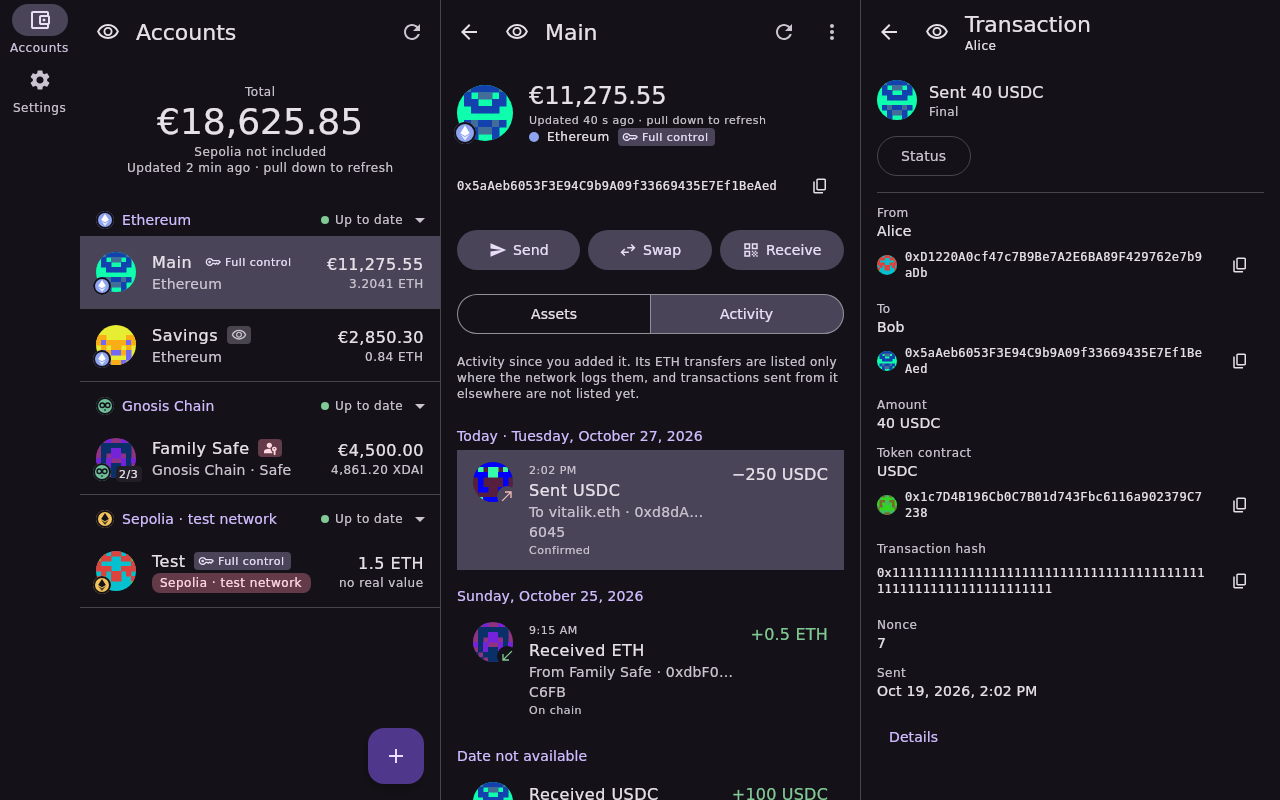 Accounts
Settings
Accounts
Total
€18,625.85
Sepolia not included
Updated 2 min ago · pull down to refresh
Ethereum
Up to date
Main
Full control
€11,275.55
Ethereum
3.2041 ETH
Savings
€2,850.30
Ethereum
0.84 ETH
Gnosis Chain
Up to date
Family Safe
€4,500.00
2/3
Gnosis Chain · Safe
4,861.20 XDAI
Sepolia · test network
Up to date
Test
Full control
1.5 ETH
Sepolia · test network
no real value
Main
€11,275.55
Updated 40 s ago · pull down to refresh
Ethereum
Full control
0x5aAeb6053F3E94C9b9A09f33669435E7Ef1BeAed
Send
Swap
Receive
Assets
Activity
Activity since you added it. Its ETH transfers are listed only
where the network logs them, and transactions sent from it
elsewhere are not listed yet.
Today · Tuesday, October 27, 2026
2:02 PM
Sent USDC
−250 USDC
To vitalik.eth · 0xd8dA…
6045
Confirmed
Sunday, October 25, 2026
9:15 AM
Received ETH
+0.5 ETH
From Family Safe · 0xdbF0…
C6FB
On chain
Date not available
Received USDC
+100 USDC
Transaction
Alice
Sent 40 USDC
Final
Status
From
Alice
0xD1220A0cf47c7B9Be7A2E6BA89F429762e7b9
aDb
To
Bob
0x5aAeb6053F3E94C9b9A09f33669435E7Ef1Be
Aed
Amount
40 USDC
Token contract
USDC
0x1c7D4B196Cb0C7B01d743Fbc6116a902379C7
238
Transaction hash
0x1111111111111111111111111111111111111111
111111111111111111111111
Nonce
7
Sent
Oct 19, 2026, 2:02 PM
Details